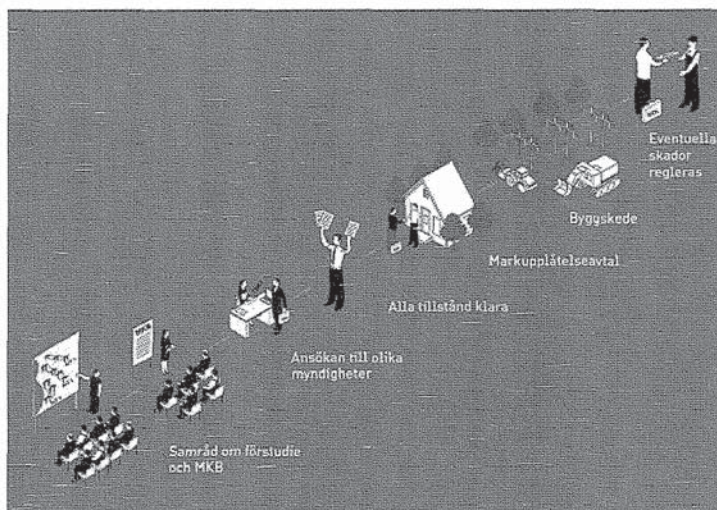 Samråd om förstudie
och MKB
Ansökan till olika
myndigheter
Alla tillstånd klara
Markupplåtelseavtal
Byggskede
Eventuella
skador
regleras